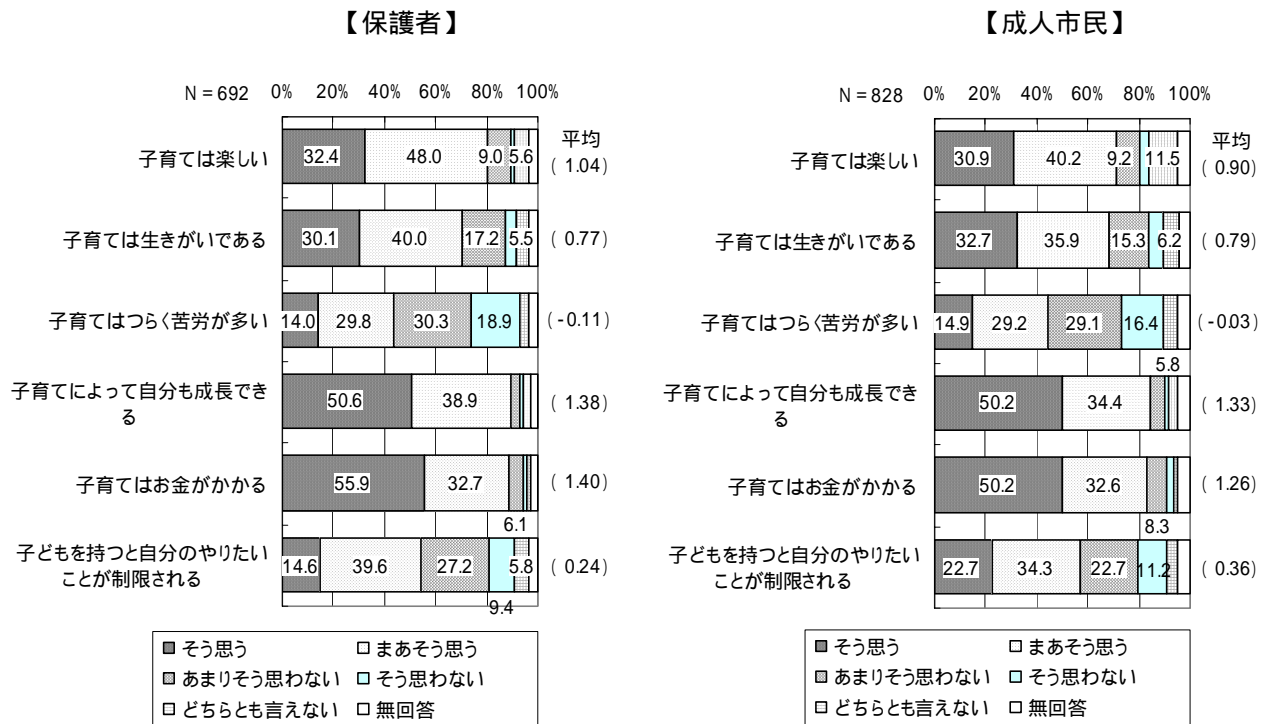 【保護者】
N＝692 0% 20% 40% 60% 80% 100%
平均
子育ては楽しい 32.4 48.0 9.0 5.6 ( 1.04)
子育ては生きがいである 30.1 40.0 17.2 5.5 ( 0.77)
子育てはつらく苦労が多い 14.0 29.8 30.3 18.9 (-0.11)
子育てによって自分も成長でき
る
50.6 38.9 ( 1.38)
子育てはお金がかかる 55.9 32.7 ( 1.40)
6.1
子どもを持つと自分のやりたい
ことが制限される
14.6 39.6 27.2 5.8 ( 0.24)
9.4
そう思う まあそう思う
あまりそう思わない そう思わない
どちらとも言えない 無回答
【成人市民】
N＝828 0% 20% 40% 60% 80% 100%
平均
子育ては楽しい 30.9 40.2 9.2 11.5 ( 0.90)
子育ては生きがいである 32.7 35.9 15.3 6.2 ( 0.79)
子育てはつらく苦労が多い 14.9 29.2 29.1 16.4 (-0.03)
5.8
子育てによって自分も成長でき
る
50.2 34.4 ( 1.33)
子育てはお金がかかる 50.2 32.6 ( 1.26)
8.3
子どもを持つと自分のやりたい
ことが制限される
22.7 34.3 22.7 11.2 ( 0.36)
そう思う まあそう思う
あまりそう思わない そう思わない
どちらとも言えない 無回答